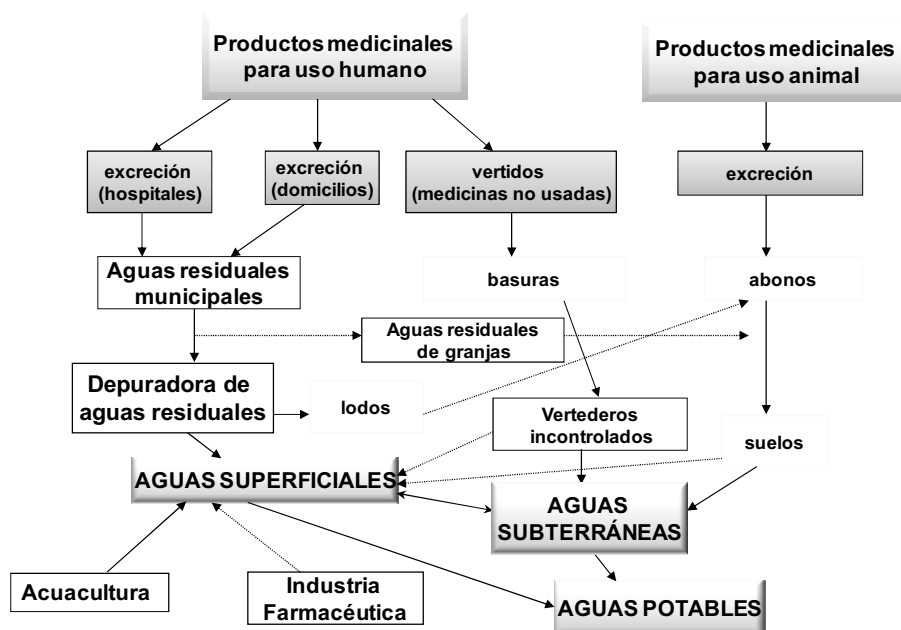 Productos medicinales
para uso humano
Productos medicinales
para uso animal
excreción
(hospitales)
excreción
(domicilios)
vertidos
(medicinas no usadas)
excreción
Aguas residuales
municipales
basuras
abonos
Aguas residuales
de granjas
Depuradora de
aguas residuales
lodos
Vertederos
incontrolados
suelos
AGUAS SUPERFICIALES
AGUAS
SUBTERRÁNEAS
Acuacultura
Industria
Farmacéutica
AGUAS POTABLES